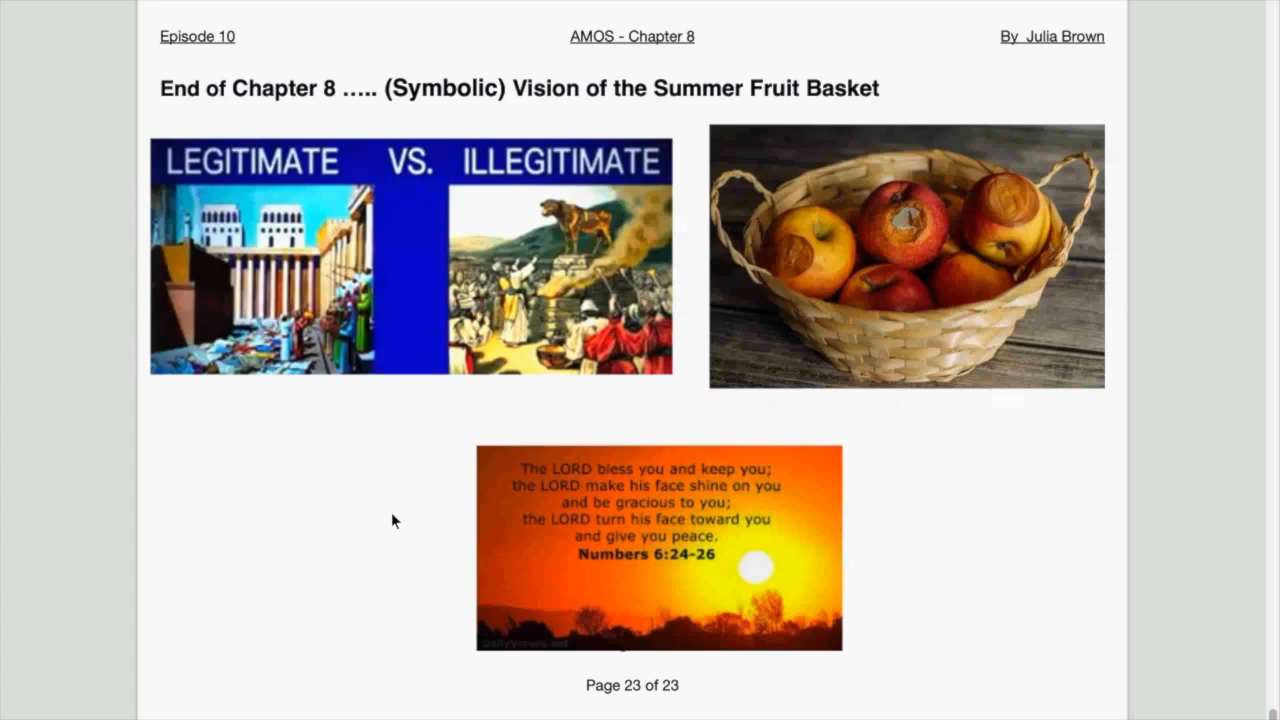 Episode 10
AMOS - Chapter 8
By Julia Brown
End of Chapter 8 ..... (Symbolic) Vision of the Summer Fruit Basket
LEGITIMATE VS. ILLEGITIMATE
The LORD bless you and keep you;
the LORD make his face shine on you
and be gracious to you;
the LORD turn his face toward you
and give you peace.
Numbers 6:24-26
Page 23 of 23